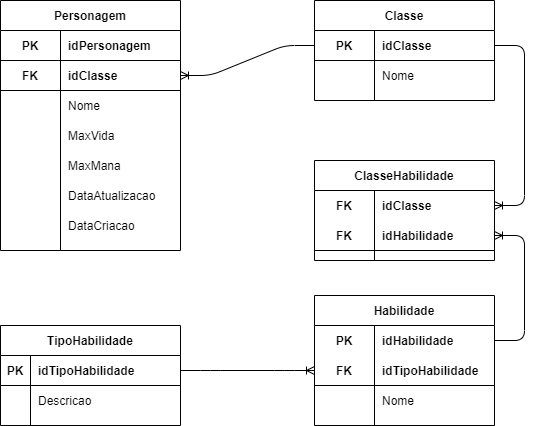 Personagem
PK idPersonagem
FK idClasse
Nome
MaxVida
MaxMana
DataAtualizacao
DataCriacao
Classe
PK idClasse
Nome
ClasseHabilidade
FK idClasse
FK idHabilidade
TipoHabilidade
PK idTipoHabilidade
Descricao
Habilidade
PK idHabilidade
FK idTipoHabilidade
Nome